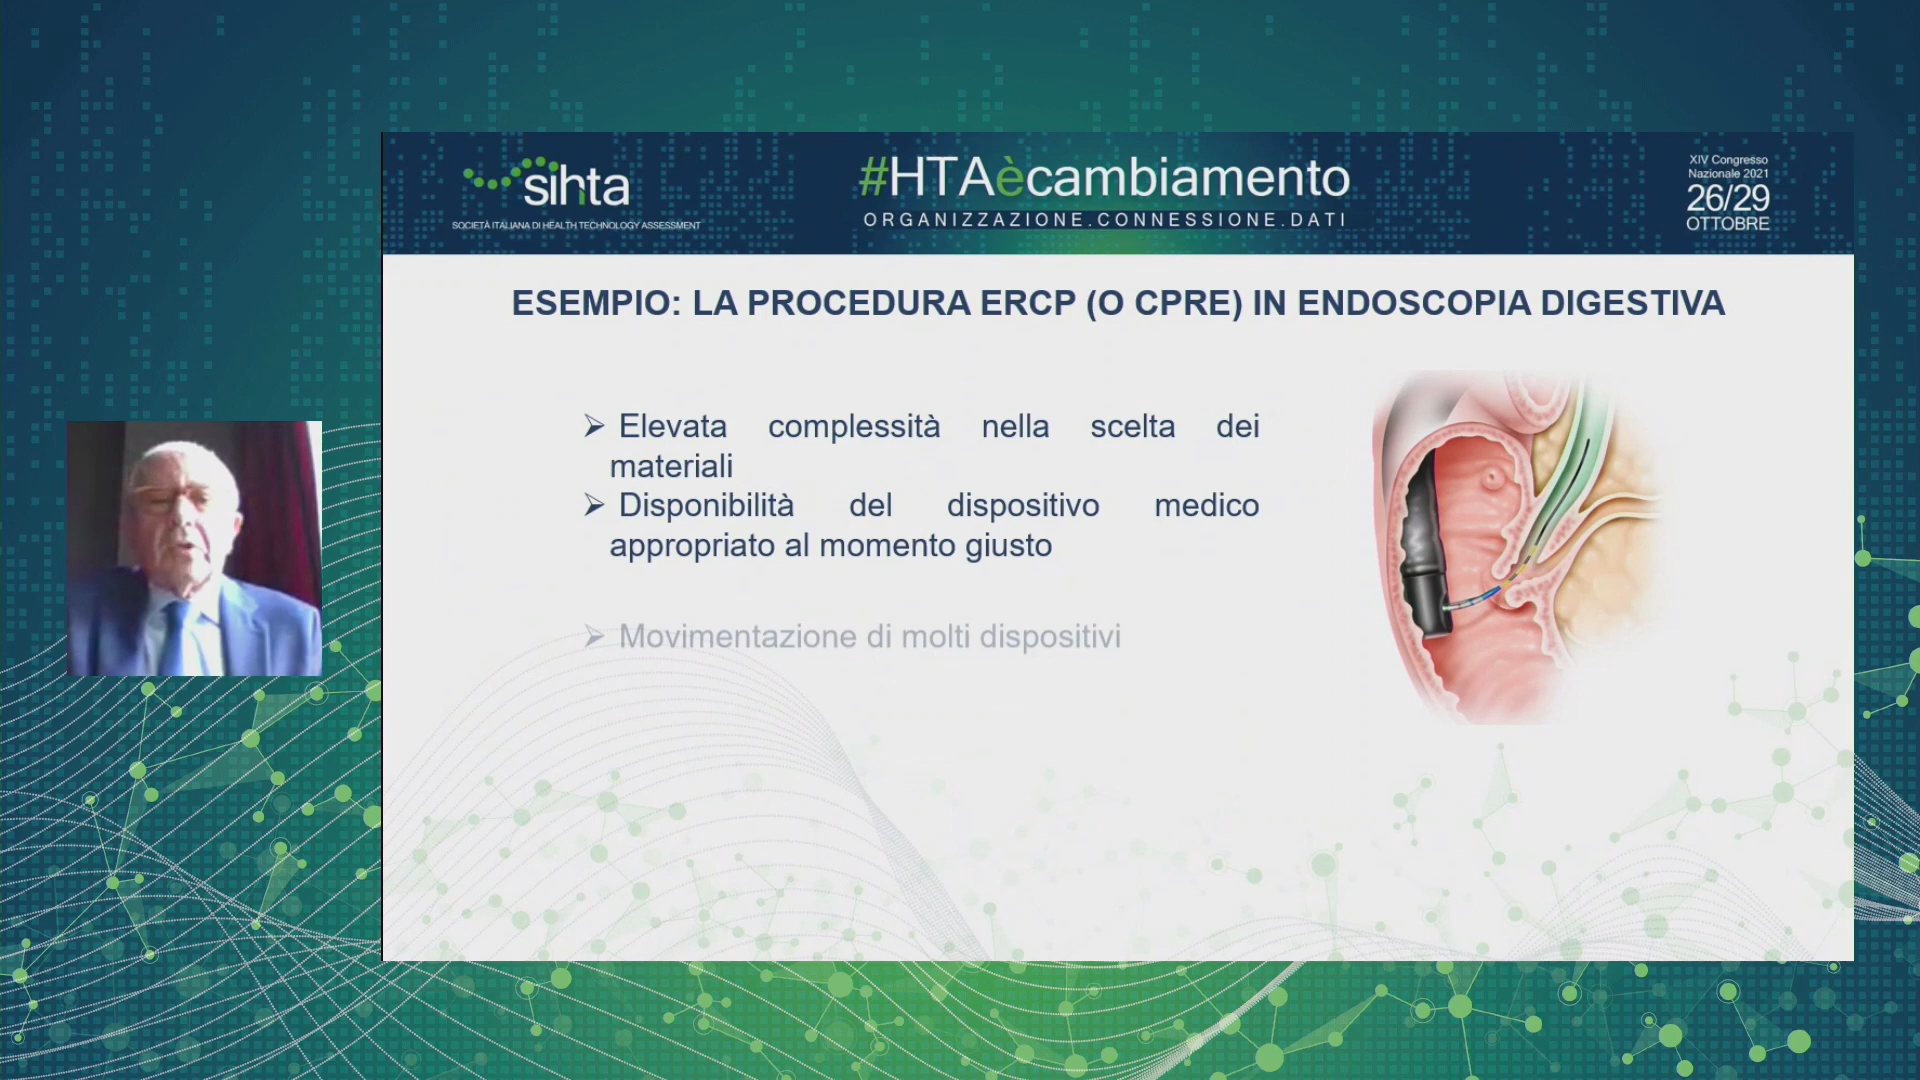 sihta
SOCIETÀ ITALIANA DI HEALTH TECHNOLOGY ASSESSMENT
#HTAècambiamento
ORGANIZZAZIONE.CONNESSIONE.DATI
XIV Congresso
Nazionale 2021
26/29
OTTOBRE
ESEMPIO: LA PROCEDURA ERCP (O CPRE) IN ENDOSCOPIA DIGESTIVA
➢ Elevata complessità nella scelta dei
materiali
➢ Disponibilità del dispositivo medico
appropriato al momento giusto
➢ Movimentazione di molti dispositivi